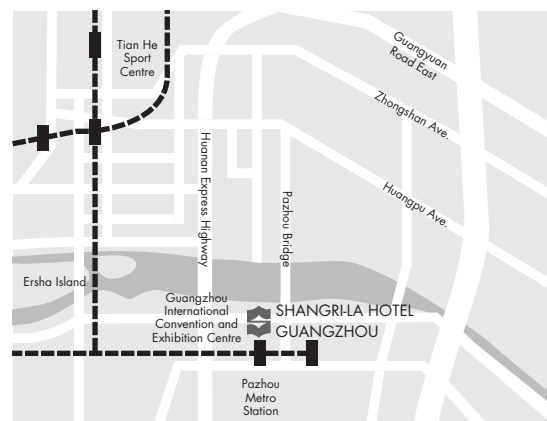 Tian He
Sport
Centre
Guangyuan
Road East
Zhongshan Ave.
Huangpu Ave.
Huanan Express Highway
Pazhou Bridge
Ersha Island
Guangzhou
International
Convention and
Exhibition Centre
SHANGRI-LA HOTEL
GUANGZHOU
Pazhou
Metro
Station